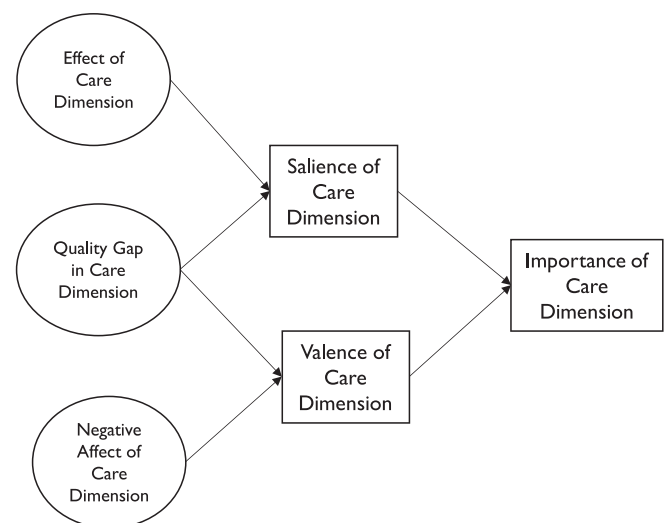 Effect of
Care
Dimension
Salience of
Care
Dimension
Quality Gap
in Care
Dimension
Importance of
Care
Dimension
Valence of
Care
Dimension
Negative
Affect of
Care
Dimension